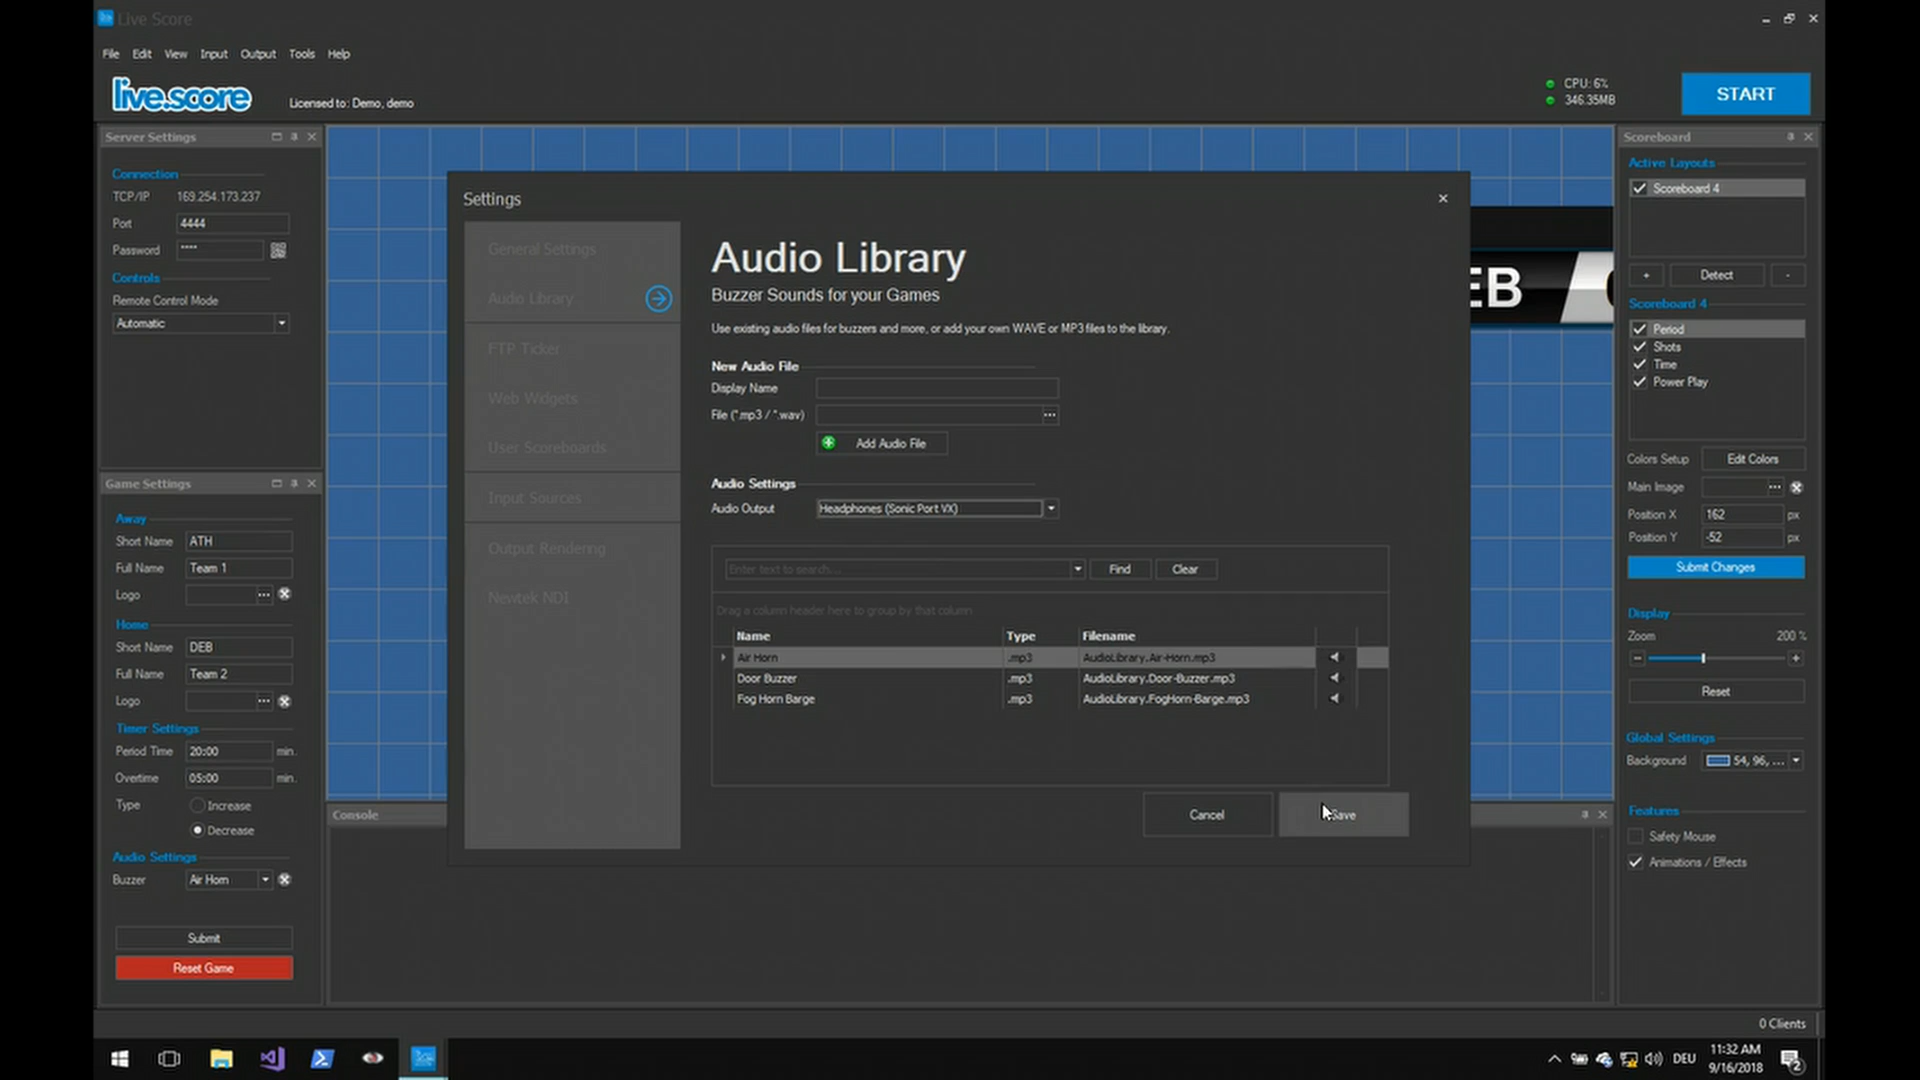 Live Score
File Edit View Input Output Tools Help
live.score
Licensed to: Demo, demo
CPU: 6%
346.35MB
START
Server Settings
Connection
TCP/IP 169.254.173.237
Port 4444
Password ****
Controls
Remote Control Mode
Automatic
Game Settings
Away
Short Name ATH
Full Name Team 1
Logo ...
Home
Short Name DEB
Full Name Team 2
Logo ...
Timer Settings
Period Time 20:00 min.
Overtime 05:00 min.
Type Increase
Decrease
Audio Settings
Buzzer Air Horn
Submit
Reset Game
Settings
General Settings
Audio Library
FTP Ticker
Web Widgets
User Scoreboards
Input Sources
Output Rendering
Newtek NDI
Audio Library
Buzzer Sounds for your Games
Use existing audio files for buzzers and more, or add your own WAVE or MP3 files to the library.
New Audio File
Display Name
File (*.mp3 / *.wav) ...
Add Audio File
Audio Settings
Audio Output Headphones (Sonic Port VX)
Enter text to search... Find Clear
Drag a column header here to group by that column
Name Type Filename
Air Horn .mp3 AudioLibrary.Air-Horn.mp3
Door Buzzer .mp3 AudioLibrary.Door-Buzzer.mp3
Fog Horn Barge .mp3 AudioLibrary.FogHorn-Barge.mp3
Cancel Save
EB
Console
Scoreboard
Active Layouts
Scoreboard 4
+ Detect -
Scoreboard 4
Period
Shots
Time
Power Play
Colors Setup Edit Colors
Main Image ...
Position X 162 px
Position Y -52 px
Submit Changes
Display
Zoom 200 %
Reset
Global Settings
Background 54, 96, ...
Features
Safety Mouse
Animations / Effects
0 Clients
DEU
11:32 AM
9/16/2018
2